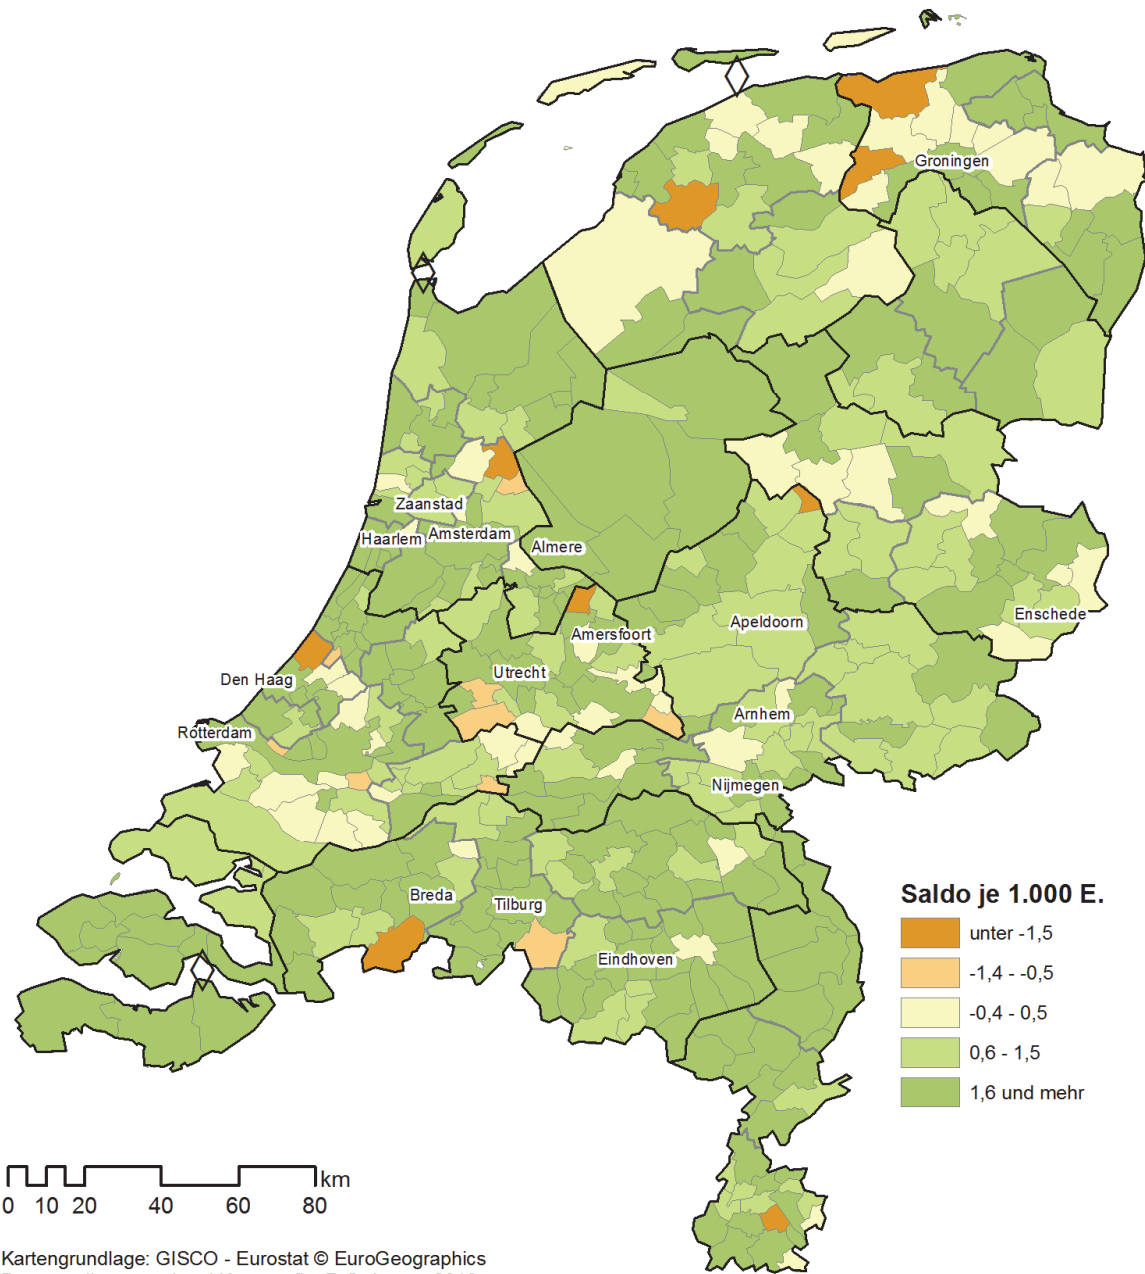 Groningen
Zaanstad
Haarlem
Amsterdam
Almere
Enschede
Apeldoorn
Amersfoort
Utrecht
Den Haag
Arnhem
Rotterdam
Nijmegen
Breda
Tilburg
Eindhoven
Saldo je 1.000 E.
unter -1,5
-1,4 - -0,5
-0,4 - 0,5
0,6 - 1,5
1,6 und mehr
km
0 10 20 40 60 80
Kartengrundlage: GISCO - Eurostat © EuroGeographics